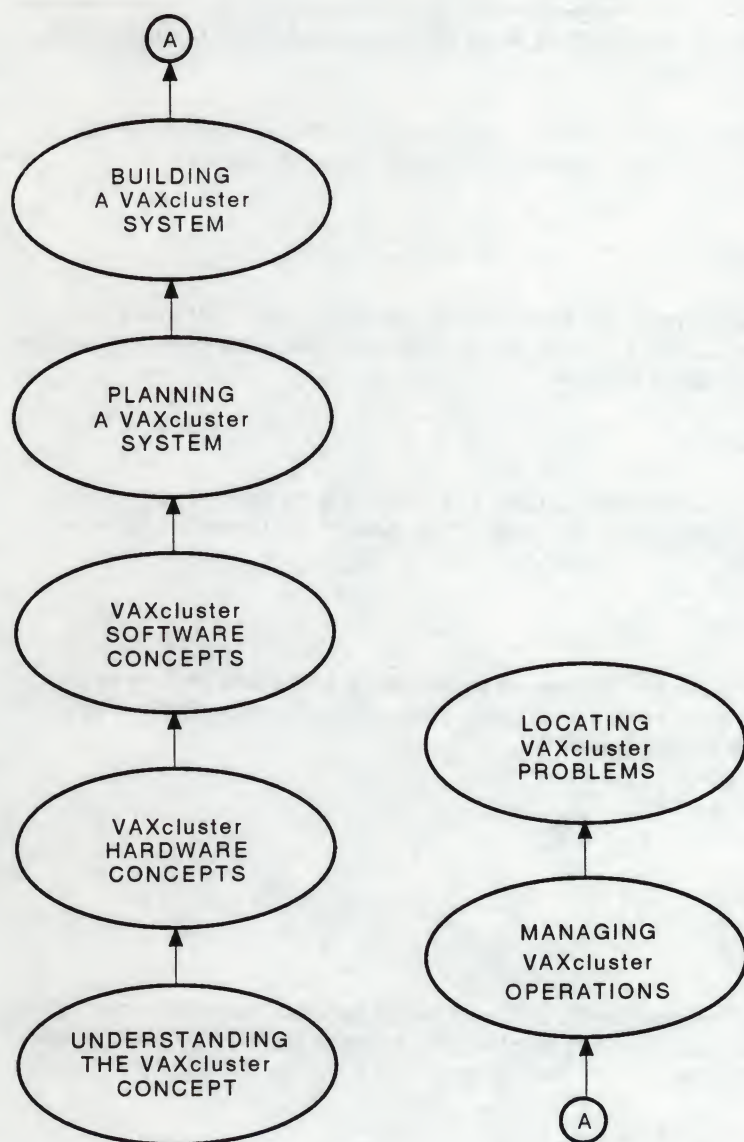 A
BUILDING
A VAXcluster
SYSTEM
PLANNING
A VAXcluster
SYSTEM
VAXcluster
SOFTWARE
CONCEPTS
VAXcluster
HARDWARE
CONCEPTS
UNDERSTANDING
THE VAXcluster
CONCEPT
LOCATING
VAXcluster
PROBLEMS
MANAGING
VAXcluster
OPERATIONS
A